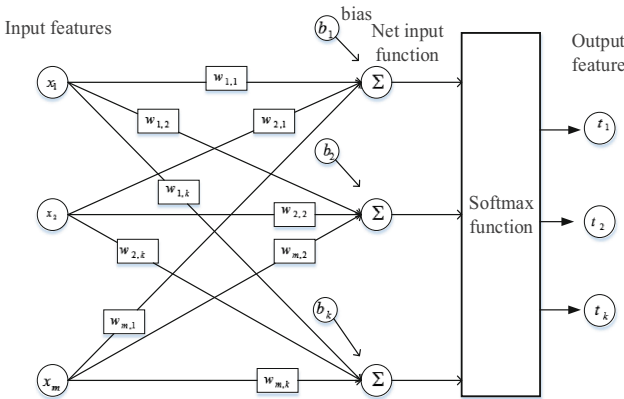 Input features
bias
Net input
function
Output
feature
b1
x1
w1,1
Σ
w1,2
w2,1
t1
b2
w1,k
x2
w2,2
Σ
Softmax
function
t2
w2,k
wm,2
bk
tk
wm,1
xm
wm,k
Σ